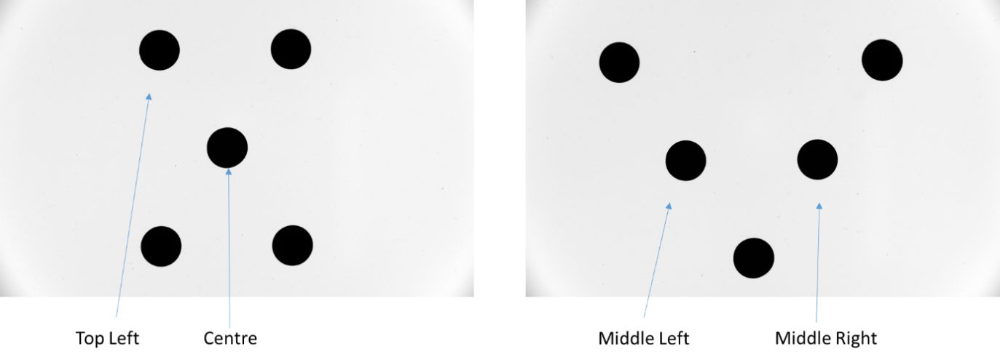 Top Left
Centre
Middle Left
Middle Right